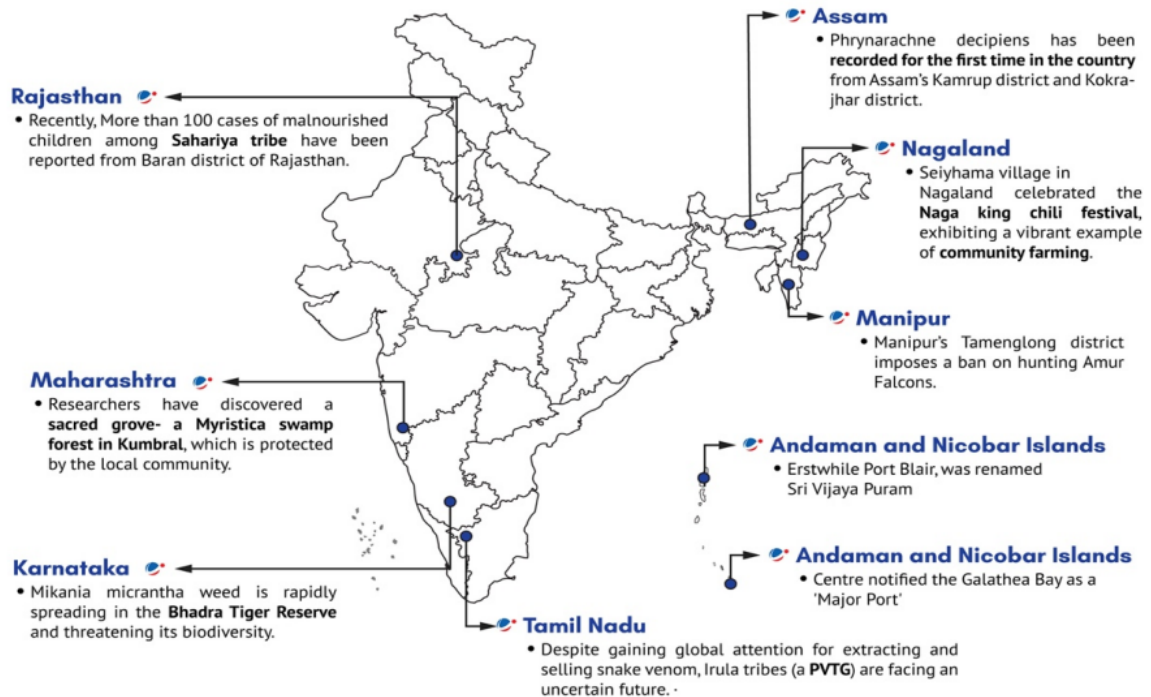 Assam
• Phrynarachne decipiens has been
recorded for the first time in the country
from Assam's Kamrup district and Kokra-
jhar district.
Rajasthan
• Recently, More than 100 cases of malnourished
children among Sahariya tribe have been
reported from Baran district of Rajasthan.
Nagaland
• Seiyhama village in
Nagaland celebrated the
Naga king chili festival,
exhibiting a vibrant example
of community farming.
Manipur
• Manipur's Tamenglong district
imposes a ban on hunting Amur
Falcons.
Maharashtra
• Researchers have discovered a
sacred grove- a Myristica swamp
forest in Kumbral, which is protected
by the local community.
Andaman and Nicobar Islands
• Erstwhile Port Blair, was renamed
Sri Vijaya Puram
Andaman and Nicobar Islands
• Centre notified the Galathea Bay as a
'Major Port'
Karnataka
• Mikania micrantha weed is rapidly
spreading in the Bhadra Tiger Reserve
and threatening its biodiversity.
Tamil Nadu
• Despite gaining global attention for extracting and
selling snake venom, Irula tribes (a PVTG) are facing an
uncertain future. ·